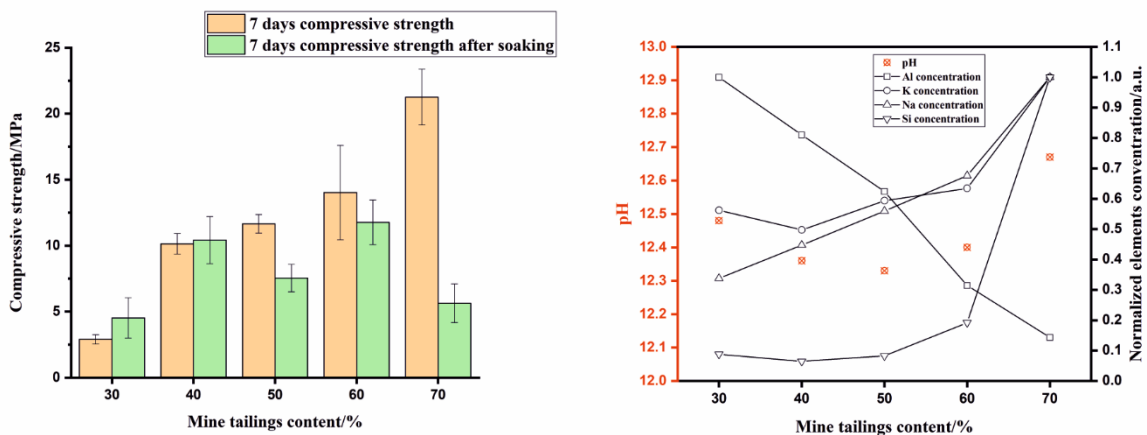 7 days compressive strength
7 days compressive strength after soaking
25
20
15
10
5
0
Compressive strength/MPa
30 40 50 60 70
Mine tailings content/%
13.0
12.9
12.8
12.7
12.6
12.5
12.4
12.3
12.2
12.1
12.0
pH
pH
Al concentration
K concentration
Na concentration
Si concentration
1.1
1.0
0.9
0.8
0.7
0.6
0.5
0.4
0.3
0.2
0.1
0.0
Normalized elements conventration/a.u.
30 40 50 60 70
Mine tailings content/%